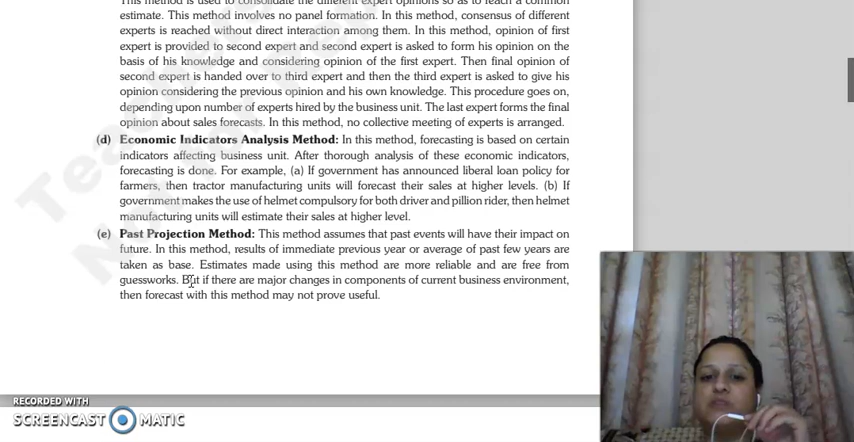 This method is used to consolidate the different expert opinions so as to reach a common
estimate. This method involves no panel formation. In this method, consensus of different
experts is reached without direct interaction among them. In this method, opinion of first
expert is provided to second expert and second expert is asked to form his opinion on the
basis of his knowledge and considering opinion of the first expert. Then final opinion of
second expert is handed over to third expert and then the third expert is asked to give his
opinion considering the previous opinion and his own knowledge. This procedure goes on,
depending upon number of experts hired by the business unit. The last expert forms the final
opinion about sales forecasts. In this method, no collective meeting of experts is arranged.
(d) Economic Indicators Analysis Method: In this method, forecasting is based on certain
indicators affecting business unit. After thorough analysis of these economic indicators,
forecasting is done. For example, (a) If government has announced liberal loan policy for
farmers, then tractor manufacturing units will forecast their sales at higher levels. (b) If
government makes the use of helmet compulsory for both driver and pillion rider, then helmet
manufacturing units will estimate their sales at higher level.
(e) Past Projection Method: This method assumes that past events will have their impact on
future. In this method, results of immediate previous year or average of past few years are
taken as base. Estimates made using this method are more reliable and are free from
guessworks. But if there are major changes in components of current business environment,
then forecast with this method may not prove useful.
RECORDED WITH
SCREENCAST MATIC